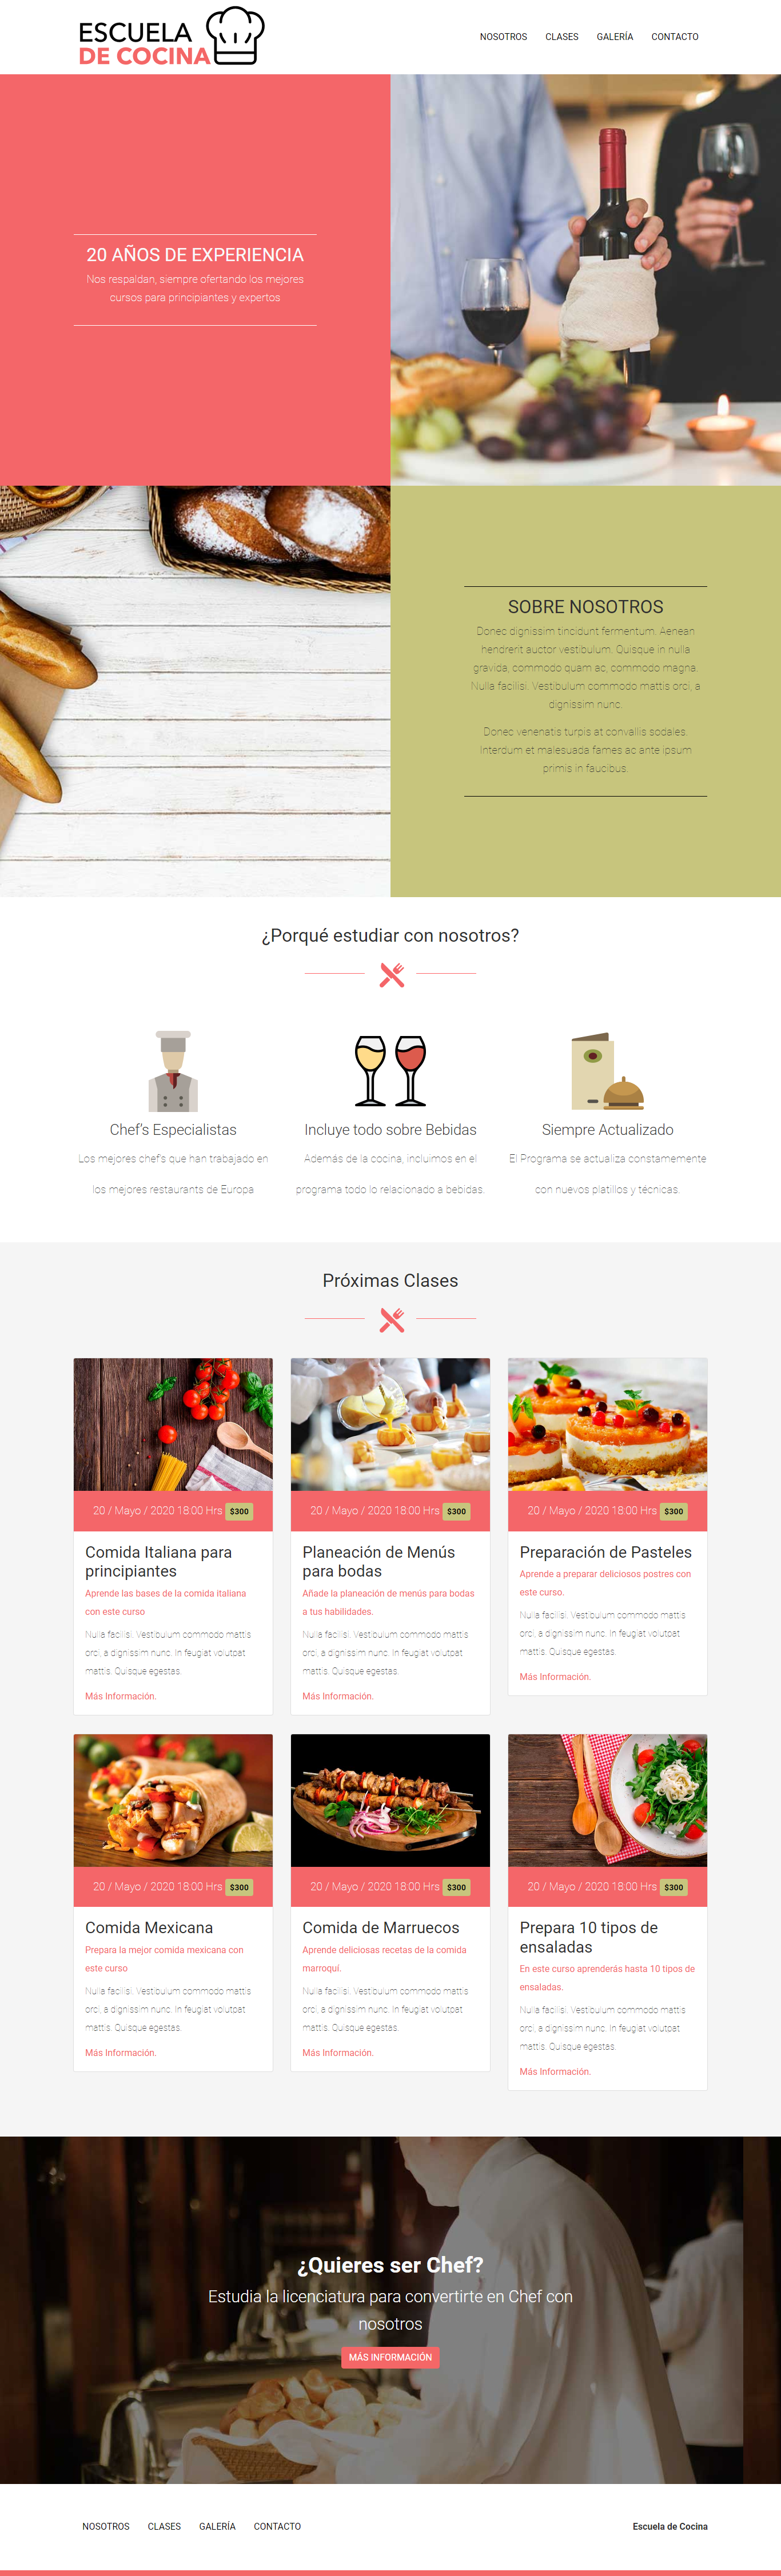 ESCUELA
DE COCINA
NOSOTROS CLASES GALERÍA CONTACTO
20 AÑOS DE EXPERIENCIA
Nos respaldan, siempre ofertando los mejores
cursos para principiantes y expertos
SOBRE NOSOTROS
Donec dignissim tincidunt fermentum. Aenean
hendrerit auctor vestibulum. Quisque in nulla
gravida, commodo quam ac, commodo magna.
Nulla facilisi. Vestibulum commodo mattis orci, a
dignissim nunc.
Donec venenatis turpis at convallis sodales.
Interdum et malesuada fames ac ante ipsum
primis in faucibus.
¿Porqué estudiar con nosotros?
Chef's Especialistas
Los mejores chef's que han trabajado en
los mejores restaurants de Europa
Incluye todo sobre Bebidas
Además de la cocina, incluimos en el
programa todo lo relacionado a bebidas.
Siempre Actualizado
El Programa se actualiza constamemente
con nuevos platillos y técnicas.
Próximas Clases
20 / Mayo / 2020 18:00 Hrs $300
Comida Italiana para
principiantes
Aprende las bases de la comida italiana
con este curso
Nulla facilisi. Vestibulum commodo mattis
orci, a dignissim nunc. In feugiat volutpat
mattis. Quisque egestas.
Más Información.
20 / Mayo / 2020 18:00 Hrs $300
Planeación de Menús
para bodas
Añade la planeación de menús para bodas
a tus habilidades.
Nulla facilisi. Vestibulum commodo mattis
orci, a dignissim nunc. In feugiat volutpat
mattis. Quisque egestas.
Más Información.
20 / Mayo / 2020 18:00 Hrs $300
Preparación de Pasteles
Aprende a preparar deliciosos postres con
este curso.
Nulla facilisi. Vestibulum commodo mattis
orci, a dignissim nunc. In feugiat volutpat
mattis. Quisque egestas.
Más Información.
20 / Mayo / 2020 18:00 Hrs $300
Comida Mexicana
Prepara la mejor comida mexicana con
este curso
Nulla facilisi. Vestibulum commodo mattis
orci, a dignissim nunc. In feugiat volutpat
mattis. Quisque egestas.
Más Información.
20 / Mayo / 2020 18:00 Hrs $300
Comida de Marruecos
Aprende deliciosas recetas de la comida
marroquí.
Nulla facilisi. Vestibulum commodo mattis
orci, a dignissim nunc. In feugiat volutpat
mattis. Quisque egestas.
Más Información.
20 / Mayo / 2020 18:00 Hrs $300
Prepara 10 tipos de
ensaladas
En este curso aprenderás hasta 10 tipos de
ensaladas.
Nulla facilisi. Vestibulum commodo mattis
orci, a dignissim nunc. In feugiat volutpat
mattis. Quisque egestas.
Más Información.
¿Quieres ser Chef?
Estudia la licenciatura para convertirte en Chef con
nosotros
MÁS INFORMACIÓN
NOSOTROS CLASES GALERÍA CONTACTO
Escuela de Cocina